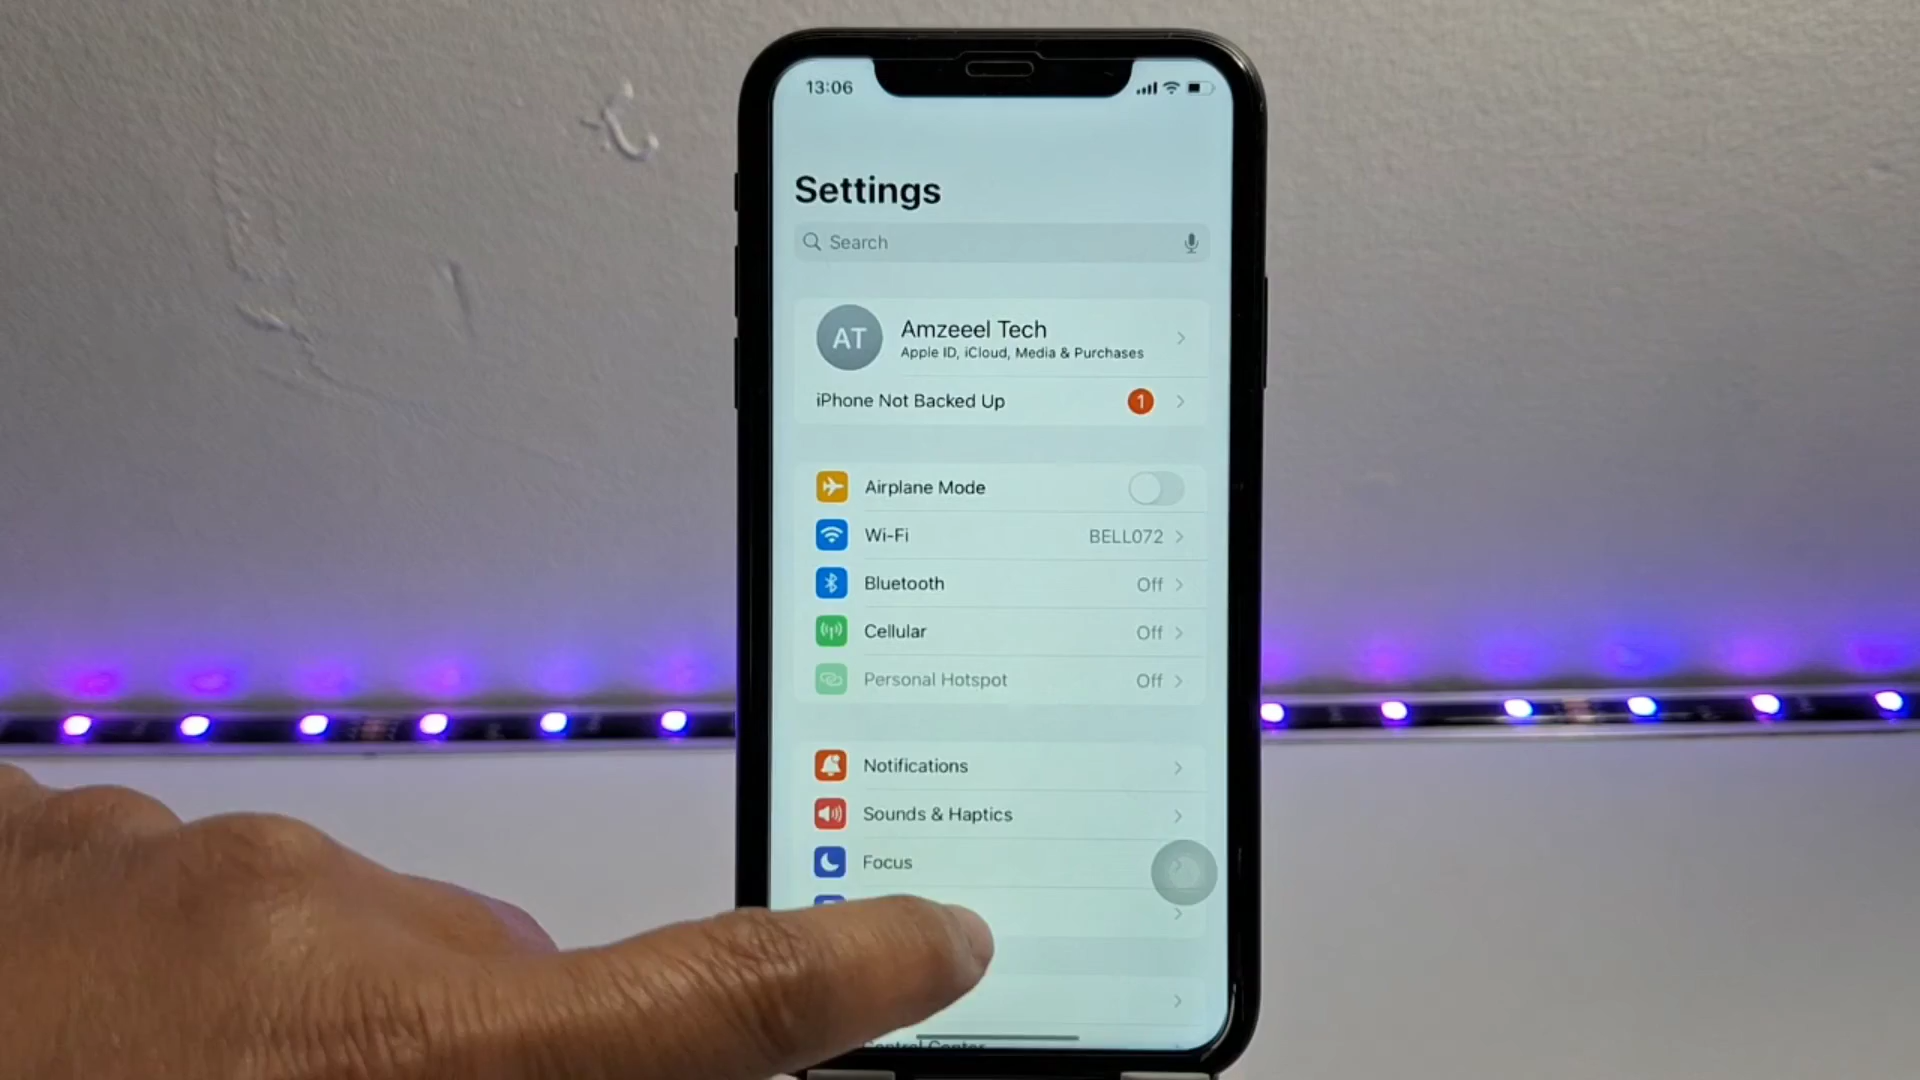 13:06
Settings
Search
AT
Amzeeel Tech
Apple ID, iCloud, Media & Purchases
iPhone Not Backed Up
1
Airplane Mode
Wi-Fi
BELL072
Bluetooth
Off
Cellular
Off
Personal Hotspot
Off
Notifications
Sounds & Haptics
Focus
Control Center